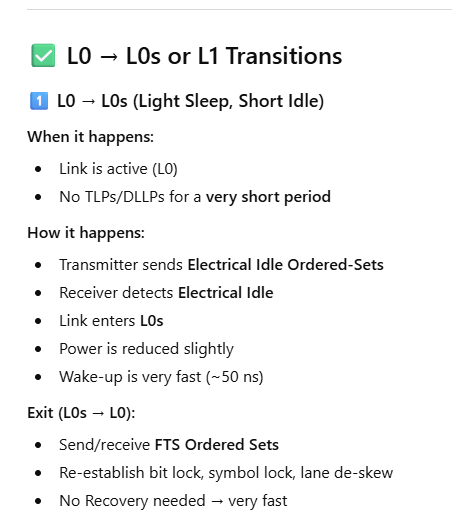 ✅ L0 → L0s or L1 Transitions
1️⃣ L0 → L0s (Light Sleep, Short Idle)
When it happens:
• Link is active (L0)
• No TLPs/DLLPs for a very short period
How it happens:
• Transmitter sends Electrical Idle Ordered-Sets
• Receiver detects Electrical Idle
• Link enters L0s
• Power is reduced slightly
• Wake-up is very fast (~50 ns)
Exit (L0s → L0):
• Send/receive FTS Ordered Sets
• Re-establish bit lock, symbol lock, lane de-skew
• No Recovery needed → very fast